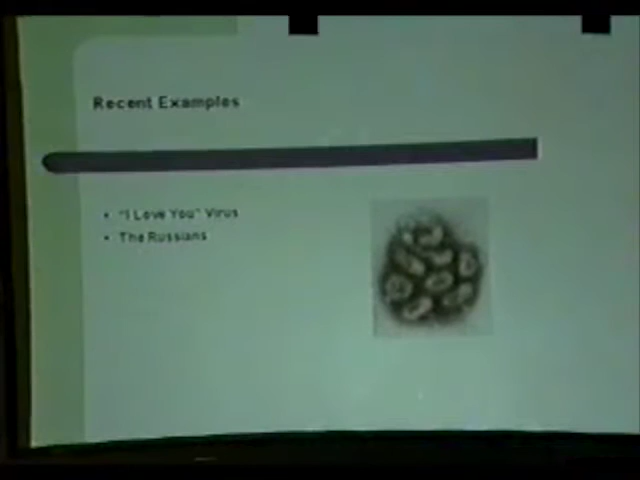 Recent Examples
• "I Love You" Virus
• The Russians